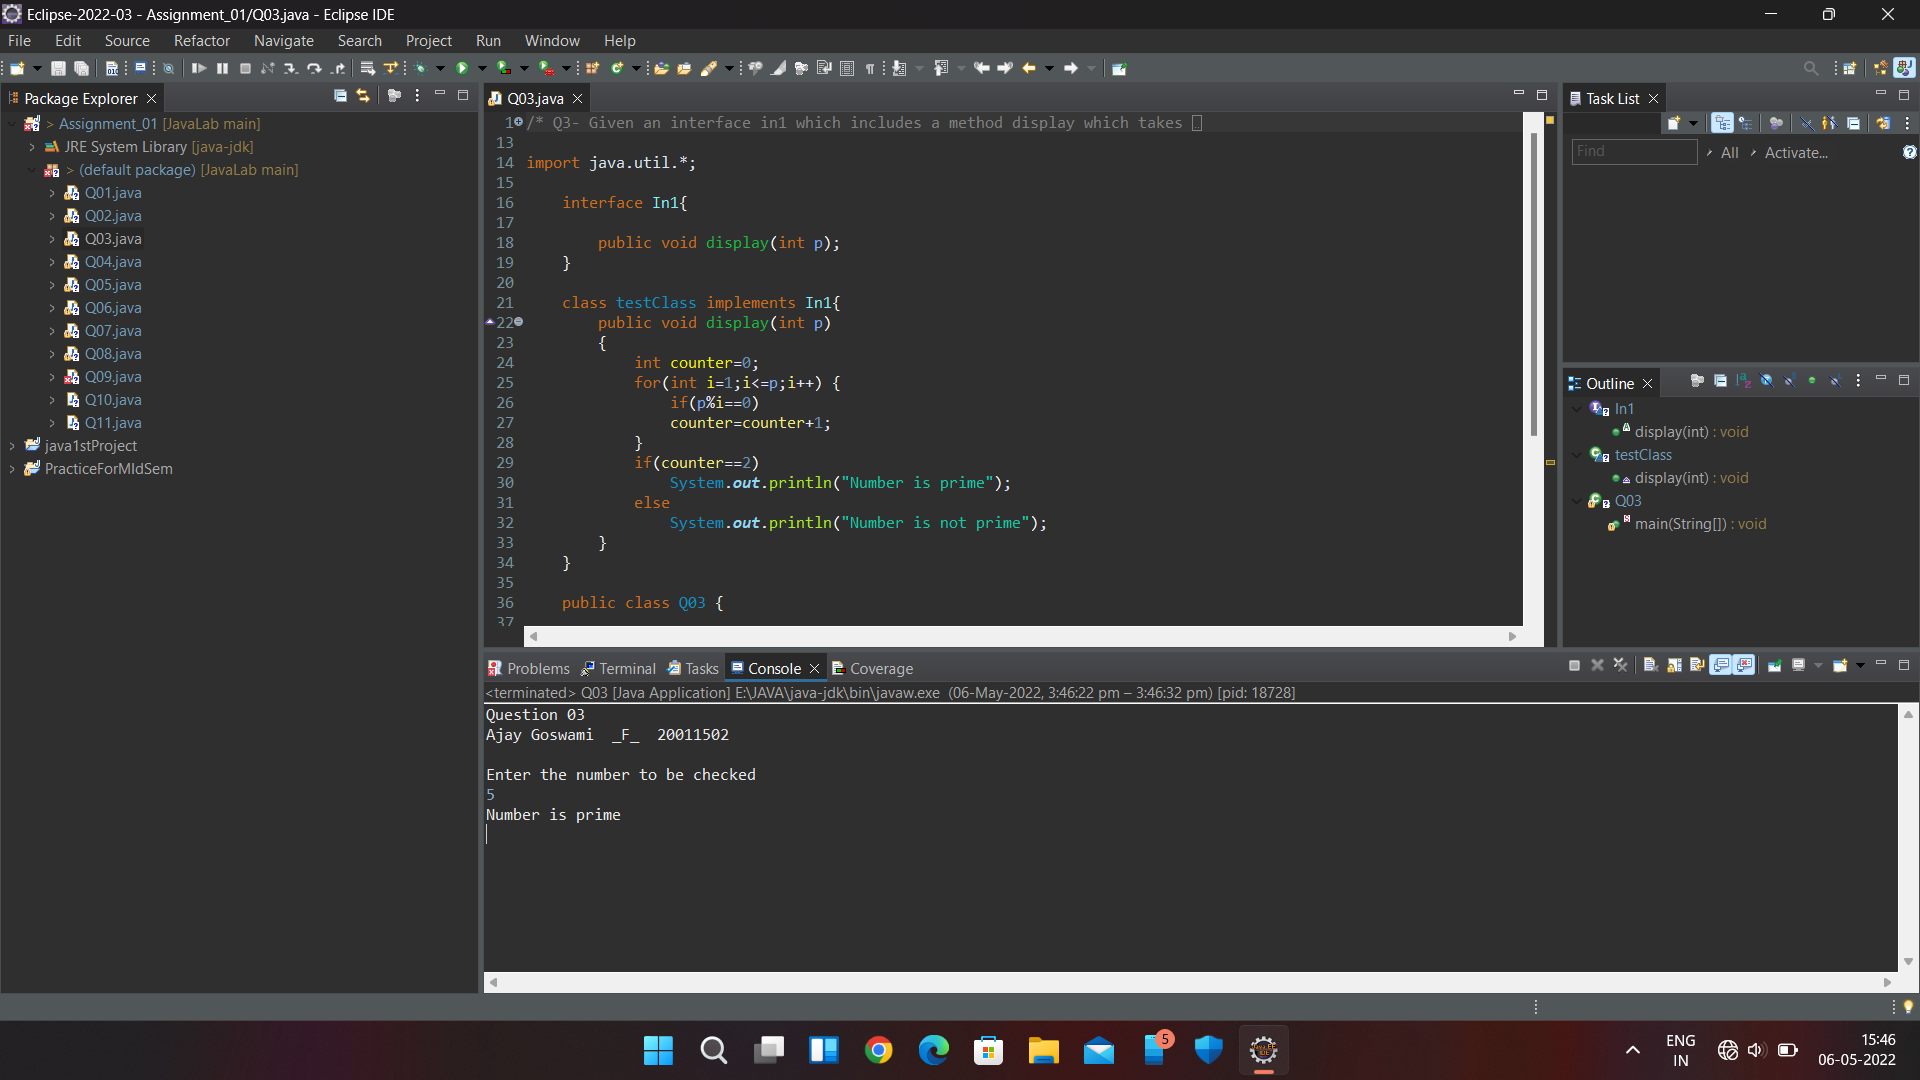 Eclipse-2022-03 - Assignment_01/Q03.java - Eclipse IDE
File Edit Source Refactor Navigate Search Project Run Window Help
Package Explorer
> Assignment_01 [JavaLab main]
JRE System Library [java-jdk]
> (default package) [JavaLab main]
Q01.java
Q02.java
Q03.java
Q04.java
Q05.java
Q06.java
Q07.java
Q08.java
Q09.java
Q10.java
Q11.java
java1stProject
PracticeForMIdSem
Q03.java
1 /* Q3- Given an interface in1 which includes a method display which takes
13
14 import java.util.*;
15
16 interface In1{
17
18 public void display(int p);
19 }
20
21 class testClass implements In1{
22 public void display(int p)
23 {
24 int counter=0;
25 for(int i=1;i<=p;i++) {
26 if(p%i==0)
27 counter=counter+1;
28 }
29 if(counter==2)
30 System.out.println("Number is prime");
31 else
32 System.out.println("Number is not prime");
33 }
34 }
35
36 public class Q03 {
37
Task List
Find All Activate...
Outline
In1
display(int) : void
testClass
display(int) : void
Q03
main(String[]) : void
Problems Terminal Tasks Console Coverage
<terminated> Q03 [Java Application] E:\JAVA\java-jdk\bin\javaw.exe (06-May-2022, 3:46:22 pm – 3:46:32 pm) [pid: 18728]
Question 03
Ajay Goswami _F_ 20011502
Enter the number to be checked
5
Number is prime
5
ENG
IN
15:46
06-05-2022